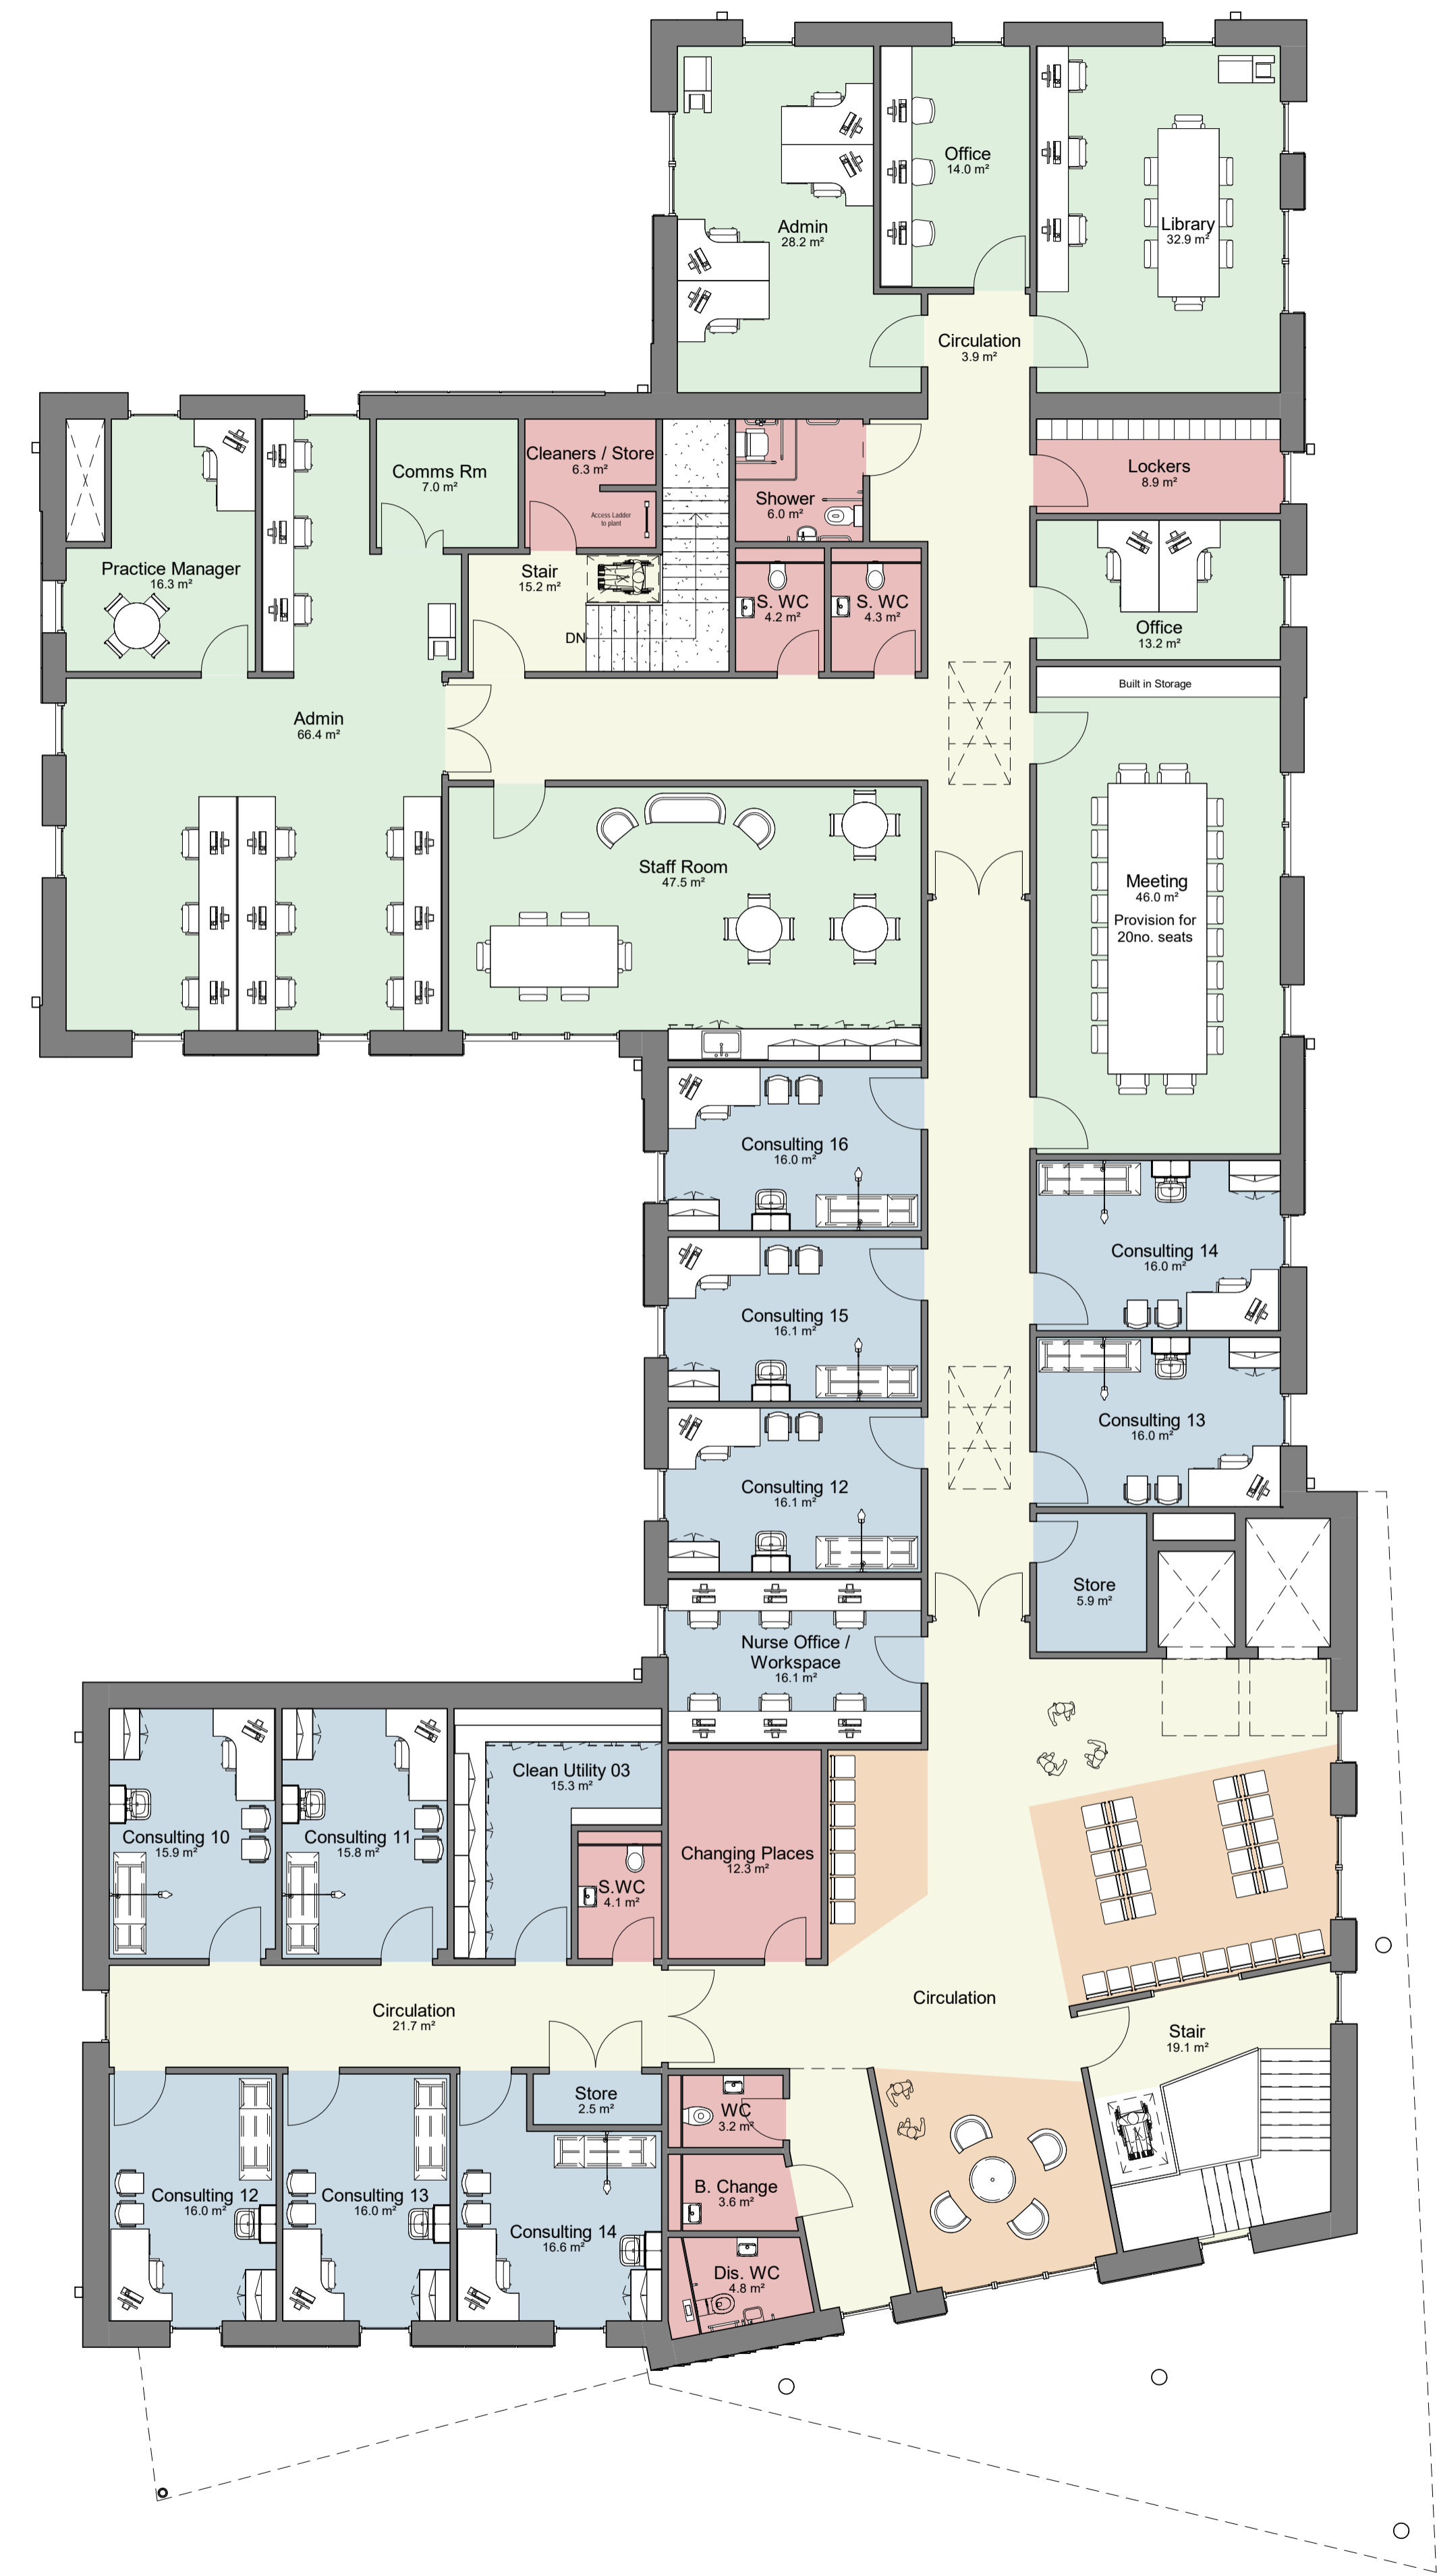 Office
14.0 m²
Admin
28.2 m²
Library
32.9 m²
Circulation
3.9 m²
Cleaners / Store
6.3 m²
Comms Rm
7.0 m²
Lockers
8.9 m²
Shower
6.0 m²
Access Ladder
to plant
Practice Manager
16.3 m²
Stair
15.2 m²
S. WC
4.2 m²
S. WC
4.3 m²
Office
13.2 m²
DN
Built in Storage
Admin
66.4 m²
Staff Room
47.5 m²
Meeting
46.0 m²
Provision for
20no. seats
Consulting 16
16.0 m²
Consulting 14
16.0 m²
Consulting 15
16.1 m²
Consulting 13
16.0 m²
Consulting 12
16.1 m²
Store
5.9 m²
Nurse Office /
Workspace
16.1 m²
Clean Utility 03
15.3 m²
Consulting 10
15.9 m²
Consulting 11
15.8 m²
Changing Places
12.3 m²
S.WC
4.1 m²
Circulation
Circulation
21.7 m²
Stair
19.1 m²
Store
2.5 m²
WC
3.2 m²
B. Change
3.6 m²
Consulting 12
16.0 m²
Consulting 13
16.0 m²
Consulting 14
16.6 m²
Dis. WC
4.8 m²